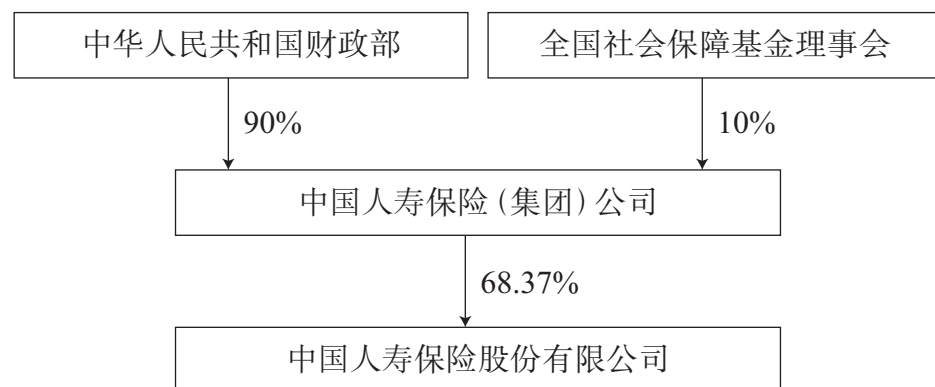 中华人民共和国财政部
全国社会保障基金理事会
90%
10%
中国人寿保险（集团）公司
68.37%
中国人寿保险股份有限公司